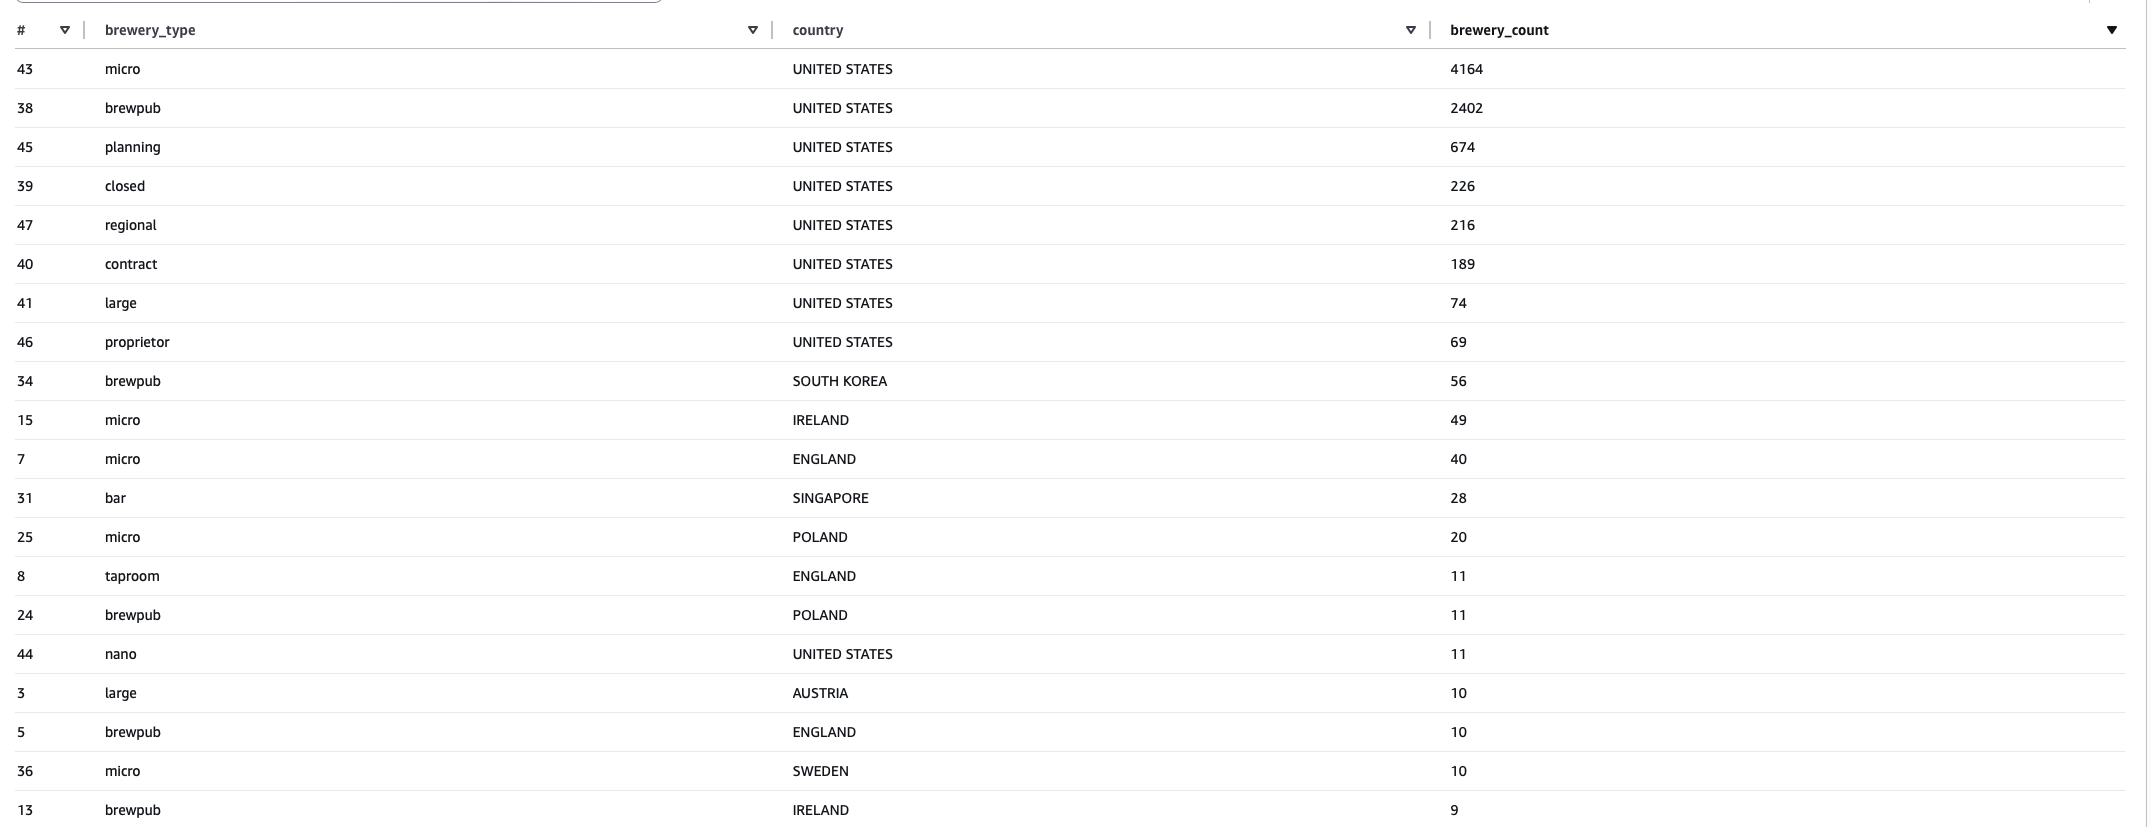 # brewery_type country brewery_count
43 micro UNITED STATES 4164
38 brewpub UNITED STATES 2402
45 planning UNITED STATES 674
39 closed UNITED STATES 226
47 regional UNITED STATES 216
40 contract UNITED STATES 189
41 large UNITED STATES 74
46 proprietor UNITED STATES 69
34 brewpub SOUTH KOREA 56
15 micro IRELAND 49
7 micro ENGLAND 40
31 bar SINGAPORE 28
25 micro POLAND 20
8 taproom ENGLAND 11
24 brewpub POLAND 11
44 nano UNITED STATES 11
3 large AUSTRIA 10
5 brewpub ENGLAND 10
36 micro SWEDEN 10
13 brewpub IRELAND 9